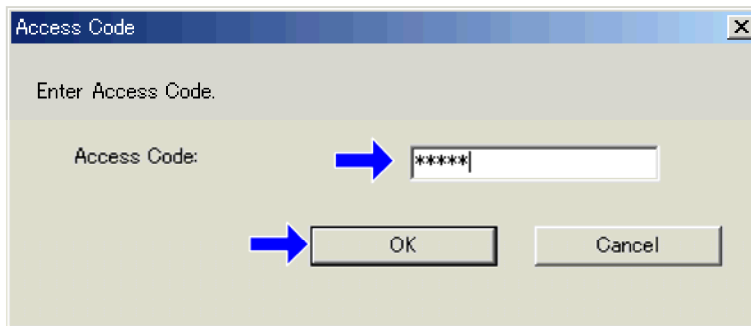 Access Code
Enter Access Code.
Access Code:
*****
OK
Cancel